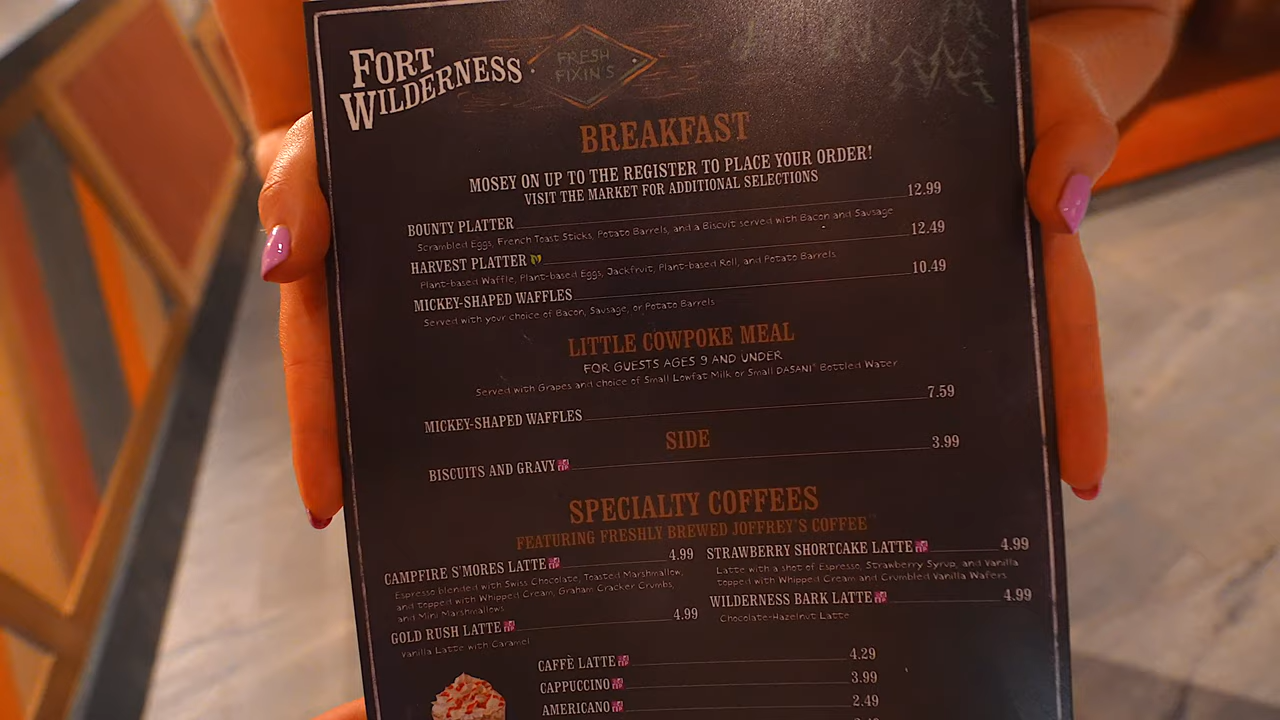 FORT
WILDERNESS
FRESH
FIXIN'S
BREAKFAST
MOSEY ON UP TO THE REGISTER TO PLACE YOUR ORDER!
VISIT THE MARKET FOR ADDITIONAL SELECTIONS
BOUNTY PLATTER 12.99
Scrambled Eggs, French Toast Sticks, Potato Barrels, and a Biscuit served with Bacon and Sausage
HARVEST PLATTER 12.49
Plant-based Waffle, Plant-based Eggs, Jackfruit, Plant-based Roll, and Potato Barrels
MICKEY-SHAPED WAFFLES 10.49
Served with your choice of Bacon, Sausage, or Potato Barrels
LITTLE COWPOKE MEAL
FOR GUESTS AGES 9 AND UNDER
Served with Grapes and choice of Small Lowfat Milk or Small DASANI® Bottled Water
MICKEY-SHAPED WAFFLES 7.59
SIDE
BISCUITS AND GRAVY 3.99
SPECIALTY COFFEES
FEATURING FRESHLY BREWED JOFFREY'S COFFEE™
CAMPFIRE S'MORES LATTE 4.99
Espresso blended with Swiss Chocolate, Toasted Marshmallow,
and topped with Whipped Cream, Graham Cracker Crumbs,
and Mini Marshmallows
GOLD RUSH LATTE 4.99
Vanilla Latte with Caramel
STRAWBERRY SHORTCAKE LATTE 4.99
Latte with a shot of Espresso, Strawberry Syrup, and Vanilla
topped with Whipped Cream and Crumbled Vanilla Wafers
WILDERNESS BARK LATTE 4.99
Chocolate-Hazelnut Latte
CAFFÈ LATTE 4.29
CAPPUCCINO 3.99
AMERICANO 2.49